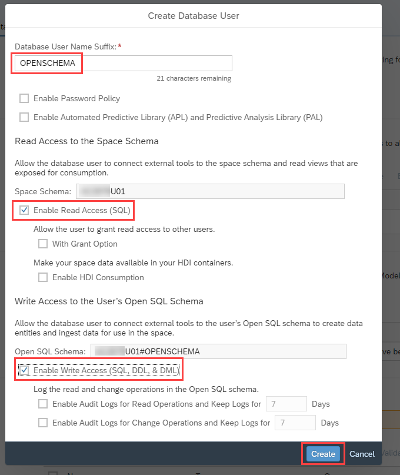 Create Database User
Database User Name Suffix:*
OPENSCHEMA
21 characters remaining
Enable Password Policy
Enable Automated Predictive Library (APL) and Predictive Analysis Library (PAL)
Read Access to the Space Schema
Allow the database user to connect external tools to the space schema and read views that are
exposed for consumption.
Space Schema: U01
Enable Read Access (SQL)
Allow the user to grant read access to other users.
With Grant Option
Make your space data available in your HDI containers.
Enable HDI Consumption
Write Access to the User's Open SQL Schema
Allow the database user to connect external tools to the user's Open SQL schema to create data
entities and ingest data for use in the space.
Open SQL Schema: U01#OPENSCHEMA
Enable Write Access (SQL, DDL, & DML)
Log the read and change operations in the Open SQL schema.
Enable Audit Logs for Read Operations and Keep Logs for 7 Days
Enable Audit Logs for Change Operations and Keep Logs for 7 Days
Create Cancel